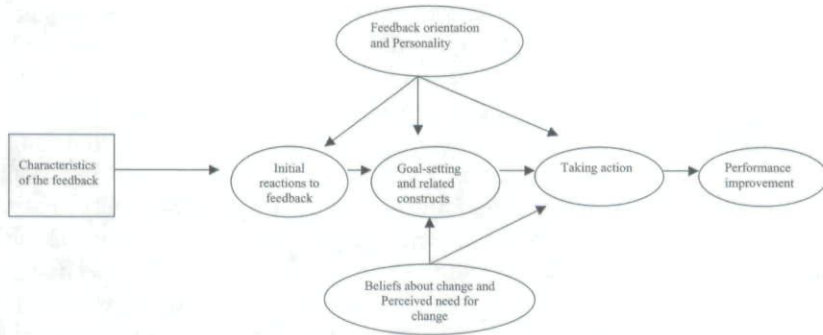 Feedback orientation
and Personality
Characteristics
of the feedback
Initial
reactions to
feedback
Goal-setting
and related
constructs
Taking action
Performance
improvement
Beliefs about change and
Perceived need for
change